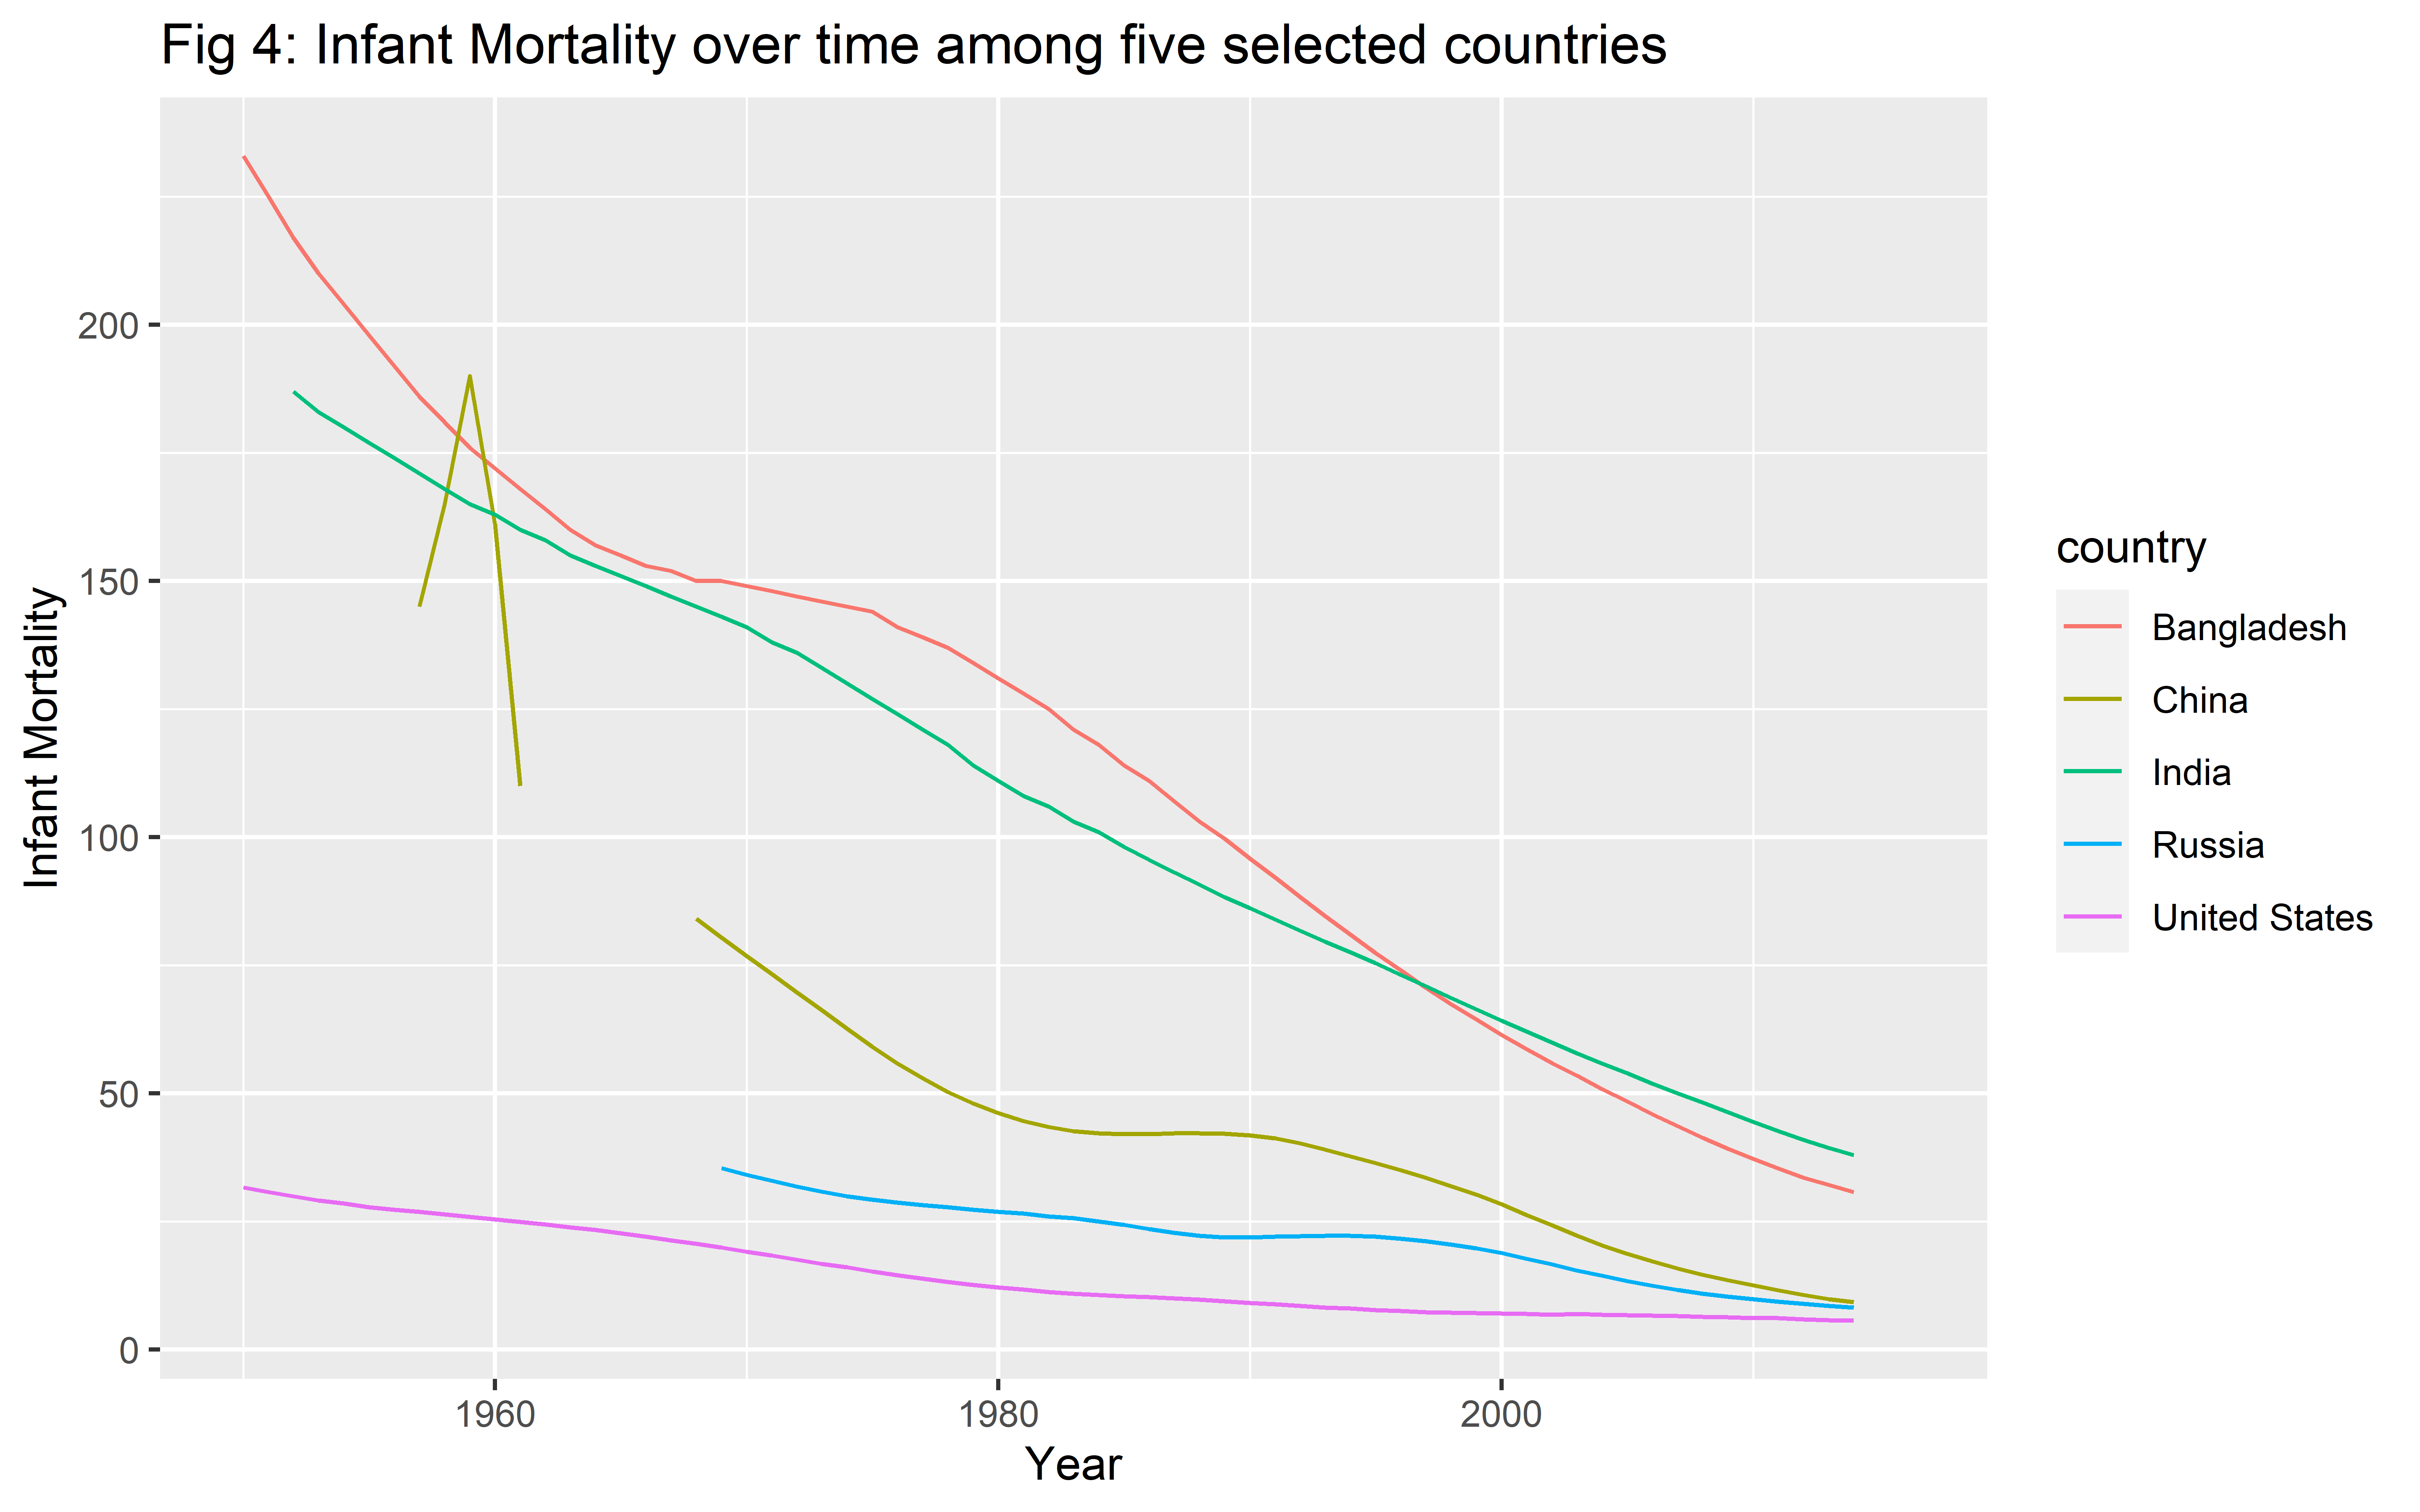 Fig 4: Infant Mortality over time among five selected countries
200
150
100
50
0
Infant Mortality
1960
1980
2000
Year
country
Bangladesh
China
India
Russia
United States